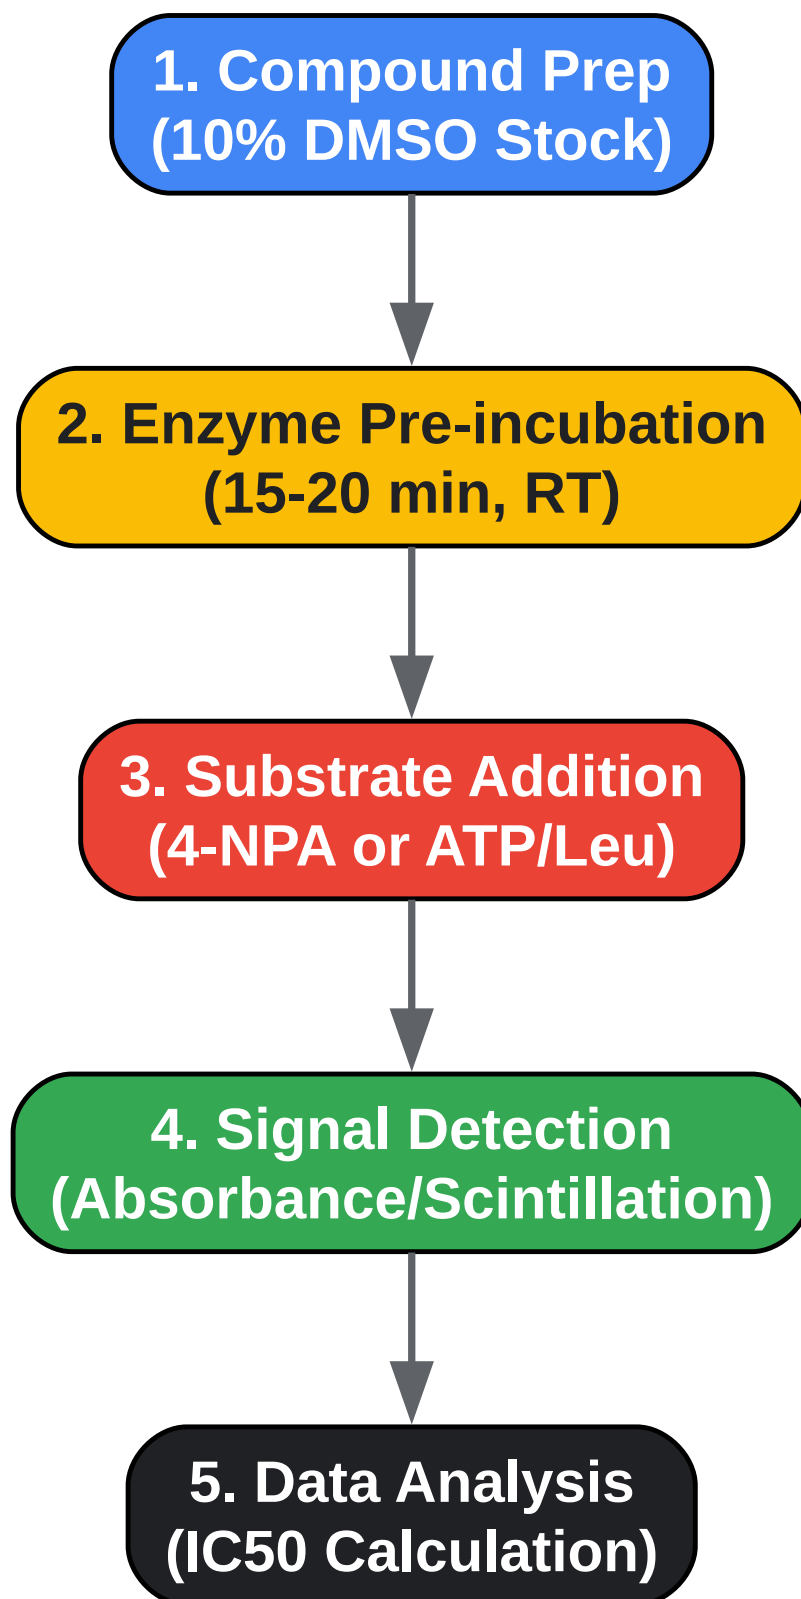 1. Compound Prep
(10% DMSO Stock)
2. Enzyme Pre-incubation
(15-20 min, RT)
3. Substrate Addition
(4-NPA or ATP/Leu)
4. Signal Detection
(Absorbance/Scintillation)
5. Data Analysis
(IC50 Calculation)